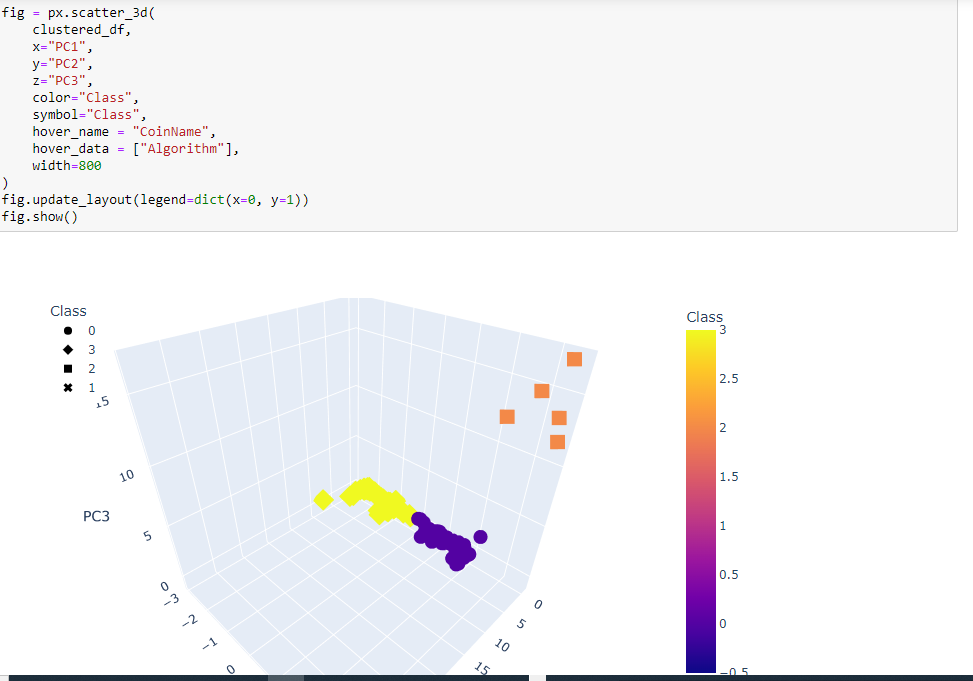 fig = px.scatter_3d(
    clustered_df,
    x="PC1",
    y="PC2",
    z="PC3",
    color="Class",
    symbol="Class",
    hover_name = "CoinName",
    hover_data = ["Algorithm"],
    width=800
)
fig.update_layout(legend=dict(x=0, y=1))
fig.show()
Class
0
3
2
1
15
10
PC3
5
0
−3
−2
−1
0
0
5
10
15
Class
3
2.5
2
1.5
1
0.5
0
−0.5